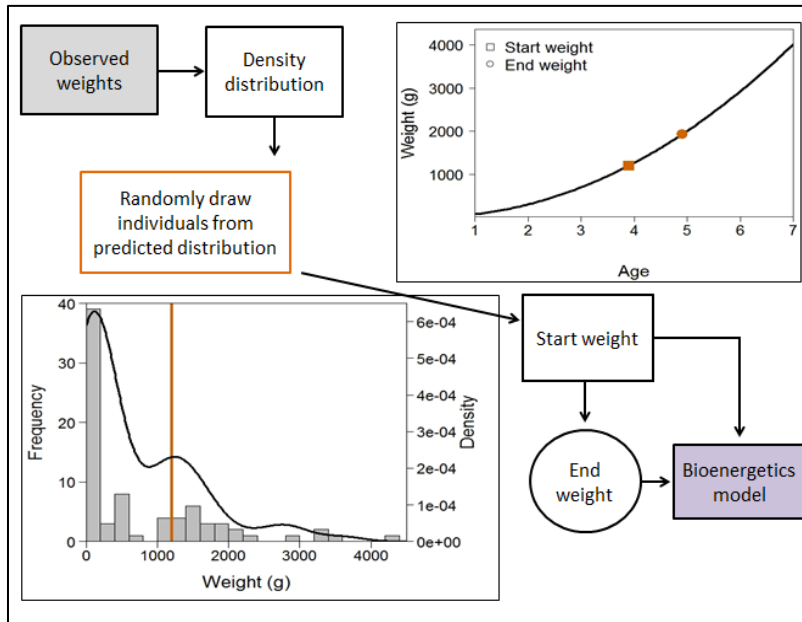 Observed
weights
Density
distribution
Randomly draw
individuals from
predicted distribution
Start weight
End weight
Weight (g)
4000
3000
2000
1000
1 2 3 4 5 6 7
Age
Frequency
40
30
20
10
0
Density
6e-04
5e-04
4e-04
3e-04
2e-04
1e-04
0e+00
0 1000 2000 3000 4000
Weight (g)
Start weight
End
weight
Bioenergetics
model